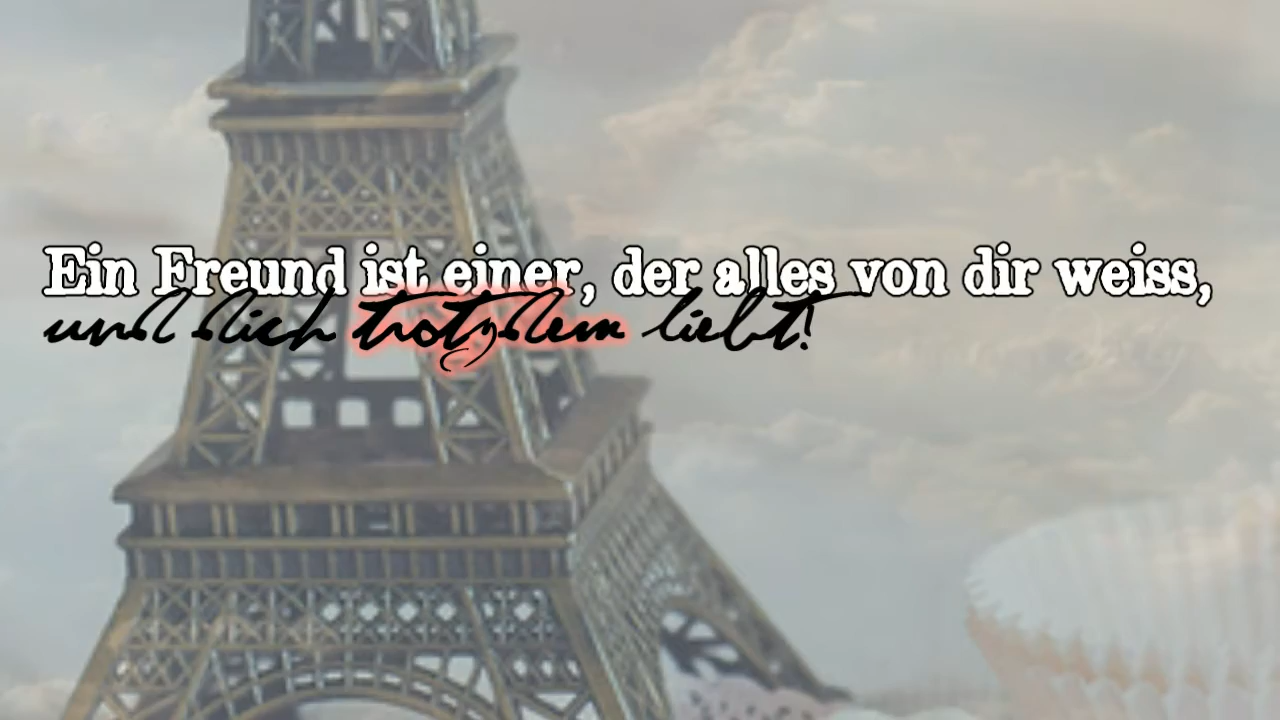 Ein Freund ist einer, der alles von dir weiss,
und dich trotzdem liebt!